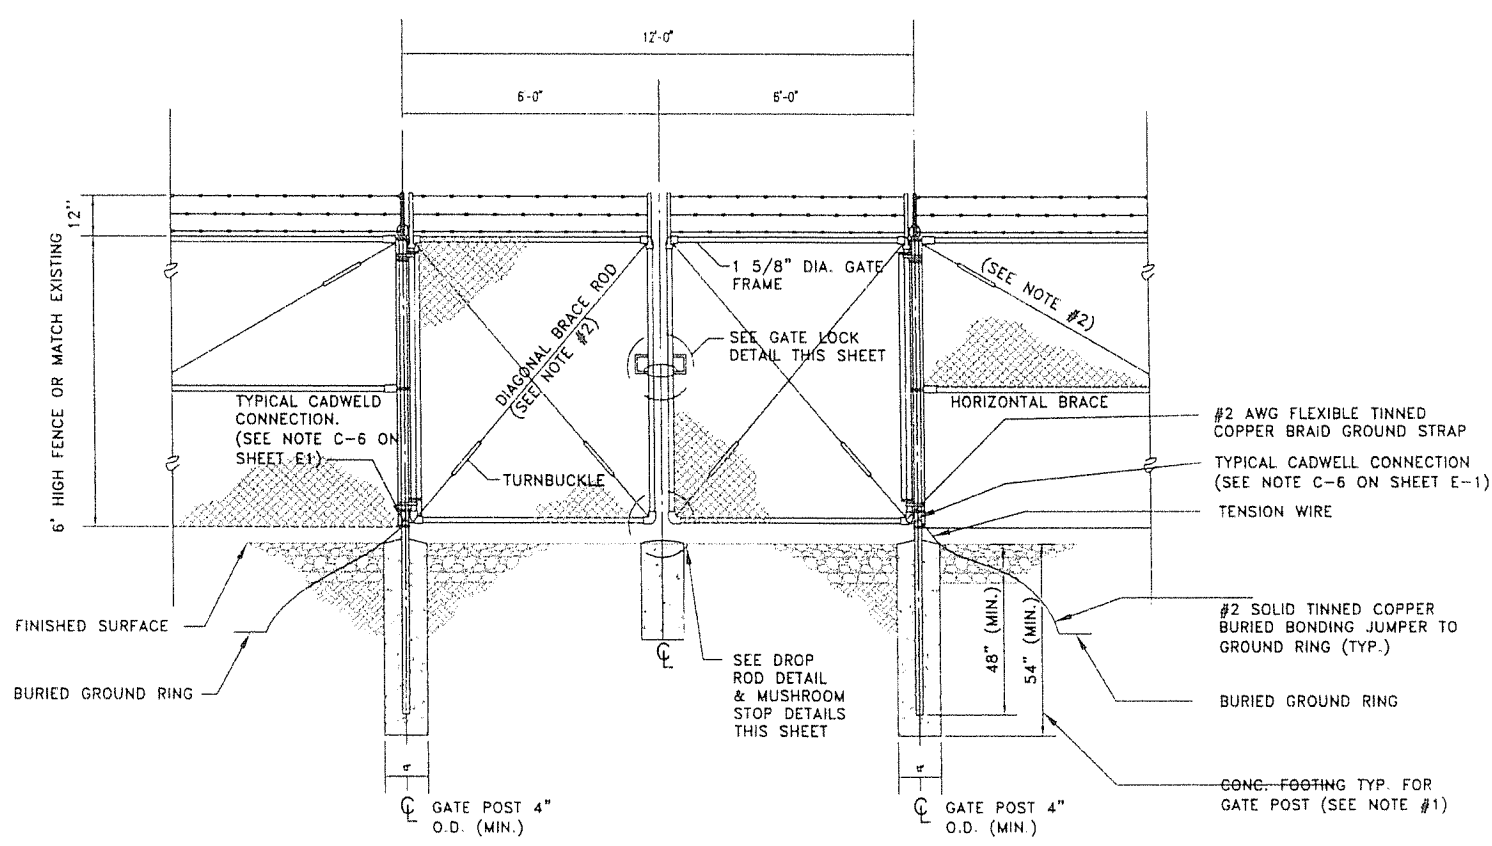 12'-0"
6-0"
6'-0"
12"
6' HIGH FENCE OR MATCH EXISTING
1 5/8" DIA. GATE
FRAME
(SEE NOTE #2)
DIAGONAL BRACE ROD
(SEE NOTE #2)
SEE GATE LOCK
DETAIL THIS SHEET
TYPICAL CADWELD
CONNECTION.
(SEE NOTE C-6 ON
SHEET E1)
HORIZONTAL BRACE
#2 AWG FLEXIBLE TINNED
COPPER BRAID GROUND STRAP
TYPICAL CADWELL CONNECTION
(SEE NOTE C-6 ON SHEET E-1)
TURNBUCKLE
TENSION WIRE
FINISHED SURFACE
BURIED GROUND RING
48" (MIN.)
54" (MIN.)
#2 SOLID TINNED COPPER
BURIED BONDING JUMPER TO
GROUND RING (TYP.)
BURIED GROUND RING
CL
SEE DROP
ROD DETAIL
& MUSHROOM
STOP DETAILS
THIS SHEET
CONC. FOOTING TYP. FOR
GATE POST (SEE NOTE #1)
CL GATE POST 4"
O.D. (MIN.)
CL GATE POST 4"
O.D. (MIN.)